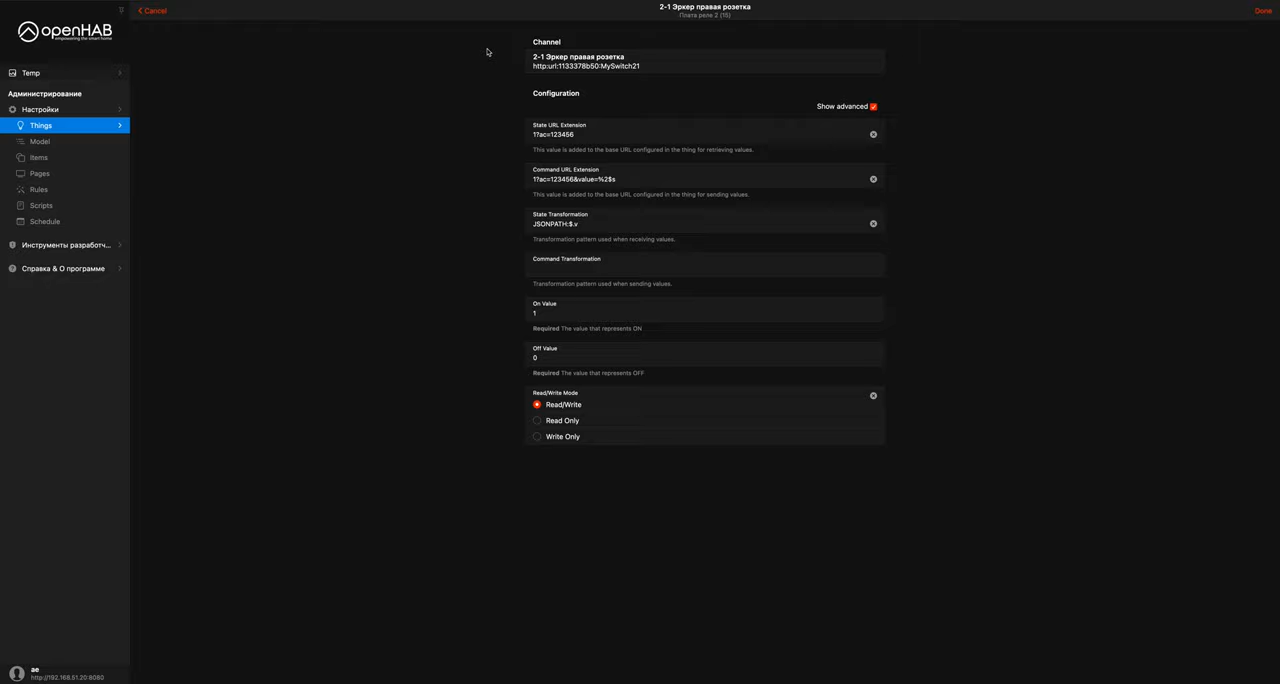 openHAB
empowering the smart home
Temp
Администрирование
Настройки
Things
Model
Items
Pages
Rules
Scripts
Schedule
Инструменты разработч...
Справка & О программе
ae
http://192.168.51.20:8080
Cancel
2-1 Эркер правая розетка
Плата реле 2 (15)
Done
Channel
2-1 Эркер правая розетка
http:url:1133378b50:MySwitch21
Configuration
Show advanced
State URL Extension
1?ac=123456
This value is added to the base URL configured in the thing for retrieving values.
Command URL Extension
1?ac=123456&value=%2$s
This value is added to the base URL configured in the thing for sending values.
State Transformation
JSONPATH:$.v
Transformation pattern used when receiving values.
Command Transformation
Transformation pattern used when sending values.
On Value
1
Required The value that represents ON
Off Value
0
Required The value that represents OFF
Read/Write Mode
Read/Write
Read Only
Write Only